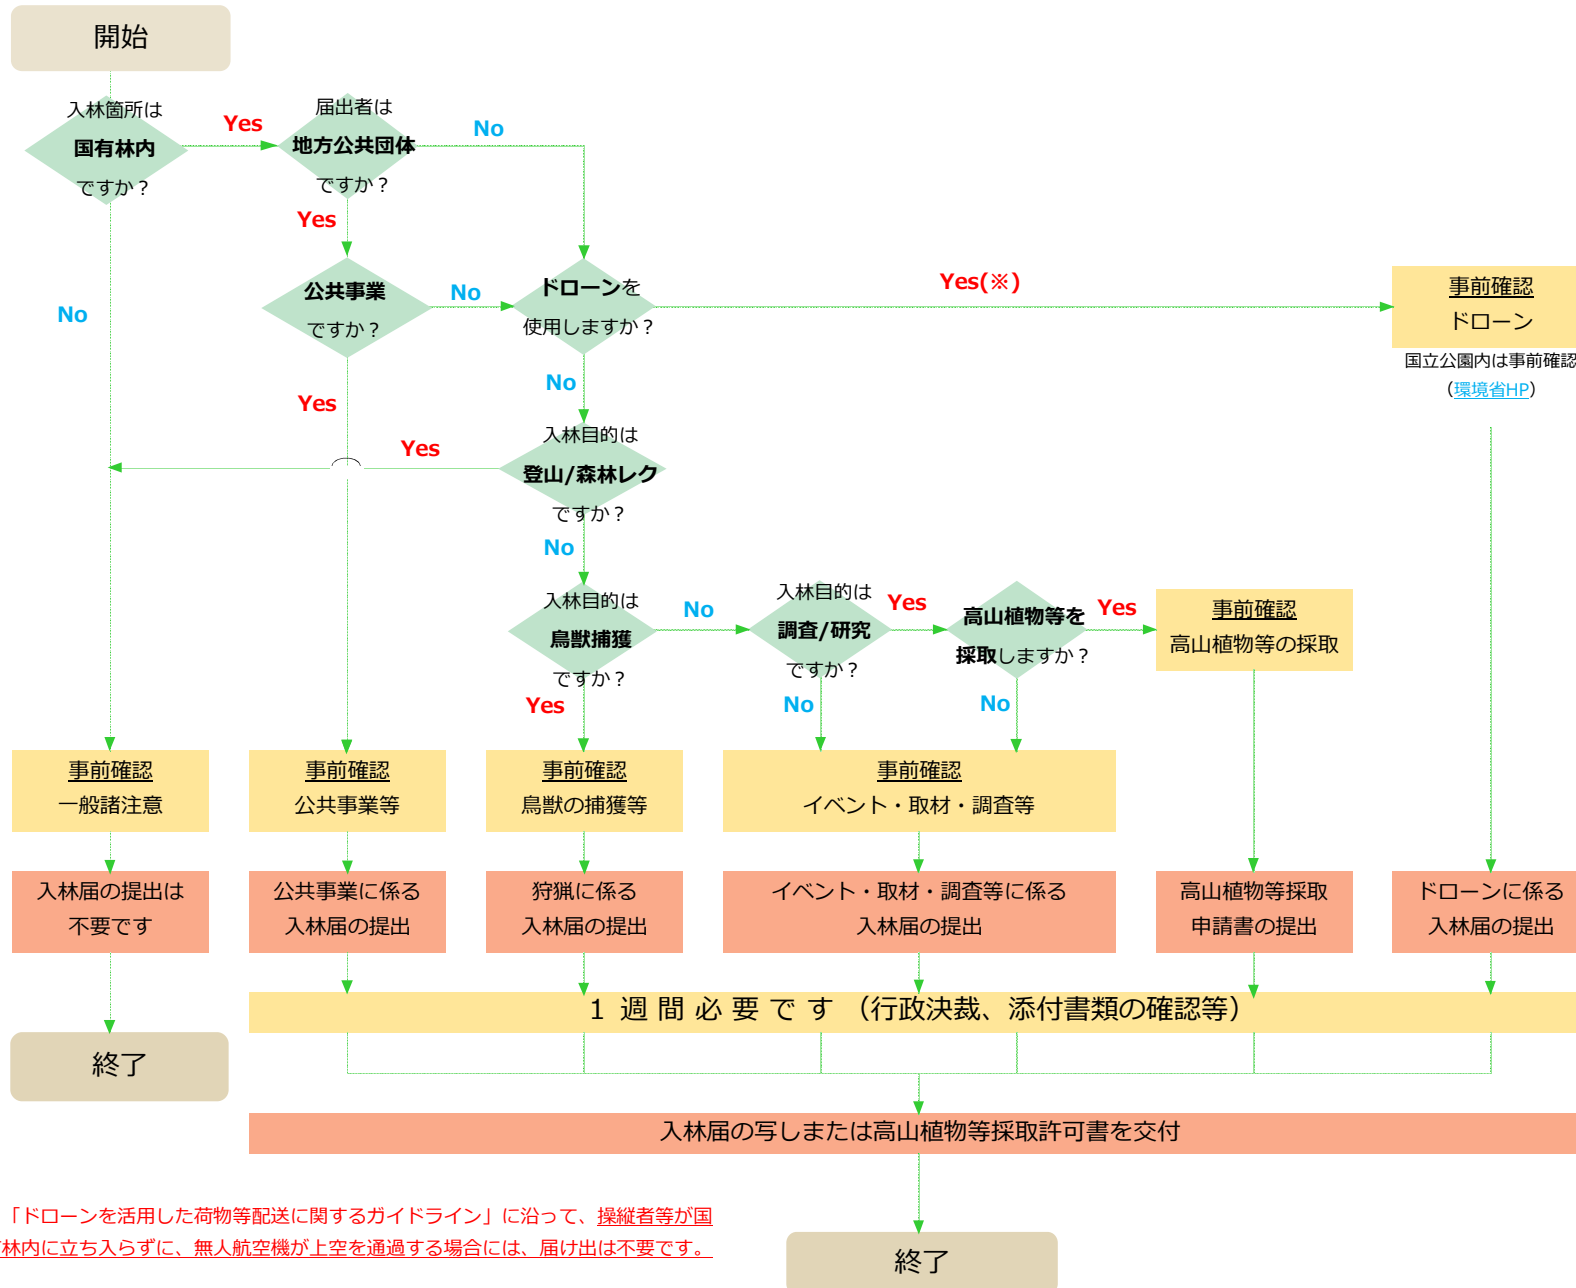 開始
入林箇所は
国有林内
ですか？
Yes
届出者は
地方公共団体
ですか？
No
Yes
公共事業
ですか？
No
ドローンを
使用しますか？
Yes(※)
事前確認
ドローン
国立公園内は事前確認
（環境省HP）
No
Yes
No
入林目的は
登山/森林レク
ですか？
Yes
No
入林目的は
鳥獣捕獲
ですか？
No
入林目的は
調査/研究
ですか？
Yes
高山植物等を
採取しますか？
Yes
事前確認
高山植物等の採取
Yes
No
No
事前確認
一般諸注意
事前確認
公共事業等
事前確認
鳥獣の捕獲等
事前確認
イベント・取材・調査等
入林届の提出は
不要です
公共事業に係る
入林届の提出
狩猟に係る
入林届の提出
イベント・取材・調査等に係る
入林届の提出
高山植物等採取
申請書の提出
ドローンに係る
入林届の提出
１週間必要です（行政決裁、添付書類の確認等）
終了
入林届の写しまたは高山植物等採取許可書を交付
「ドローンを活用した荷物等配送に関するガイドライン」に沿って、操縦者等が国
林内に立ち入らずに、無人航空機が上空を通過する場合には、届け出は不要です。
終了